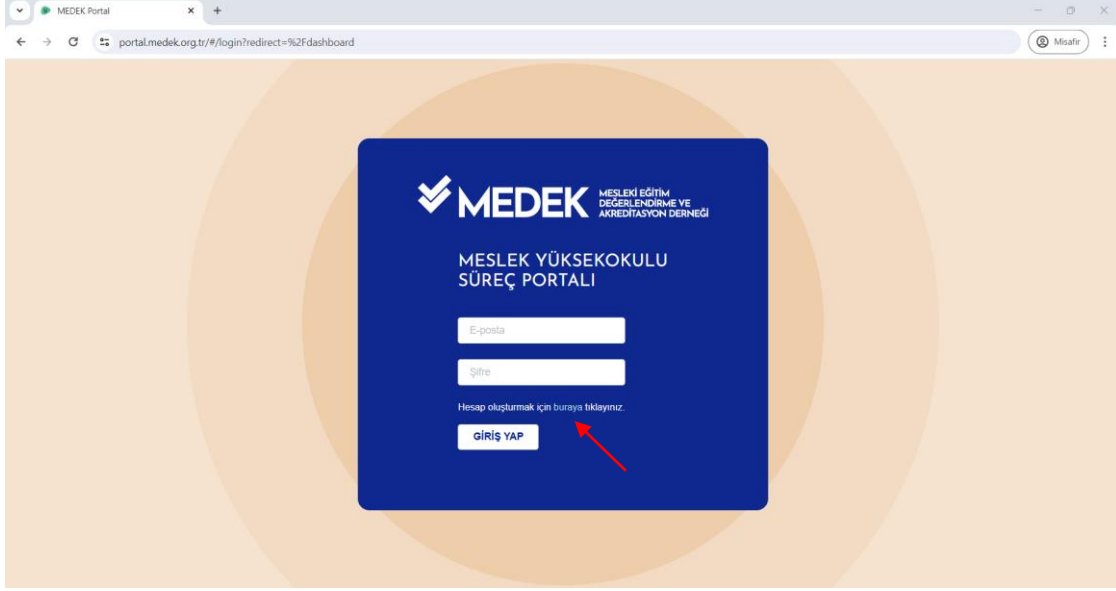 MEDEK Portal
portal.medek.org.tr/#/login?redirect=%2Fdashboard
Misafir
MEDEK
MESLEKİ EĞİTİM
DEĞERLENDİRME VE
AKREDİTASYON DERNEĞİ
MESLEK YÜKSEKOKULU
SÜREÇ PORTALI
E-posta
Şifre
Hesap oluşturmak için buraya tıklayınız.
GİRİŞ YAP